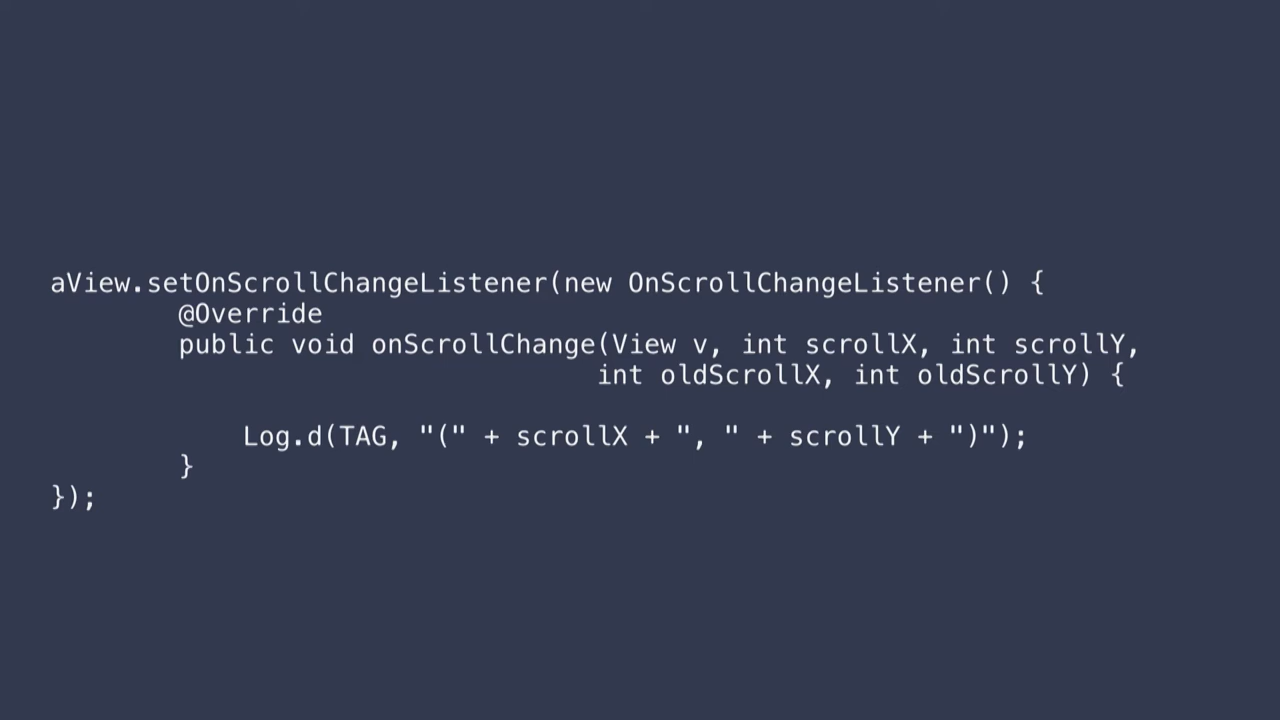 aView.setOnScrollChangeListener(new OnScrollChangeListener() {
        @Override
        public void onScrollChange(View v, int scrollX, int scrollY,
                                  int oldScrollX, int oldScrollY) {

            Log.d(TAG, "(" + scrollX + ", " + scrollY + ")");
        }
});